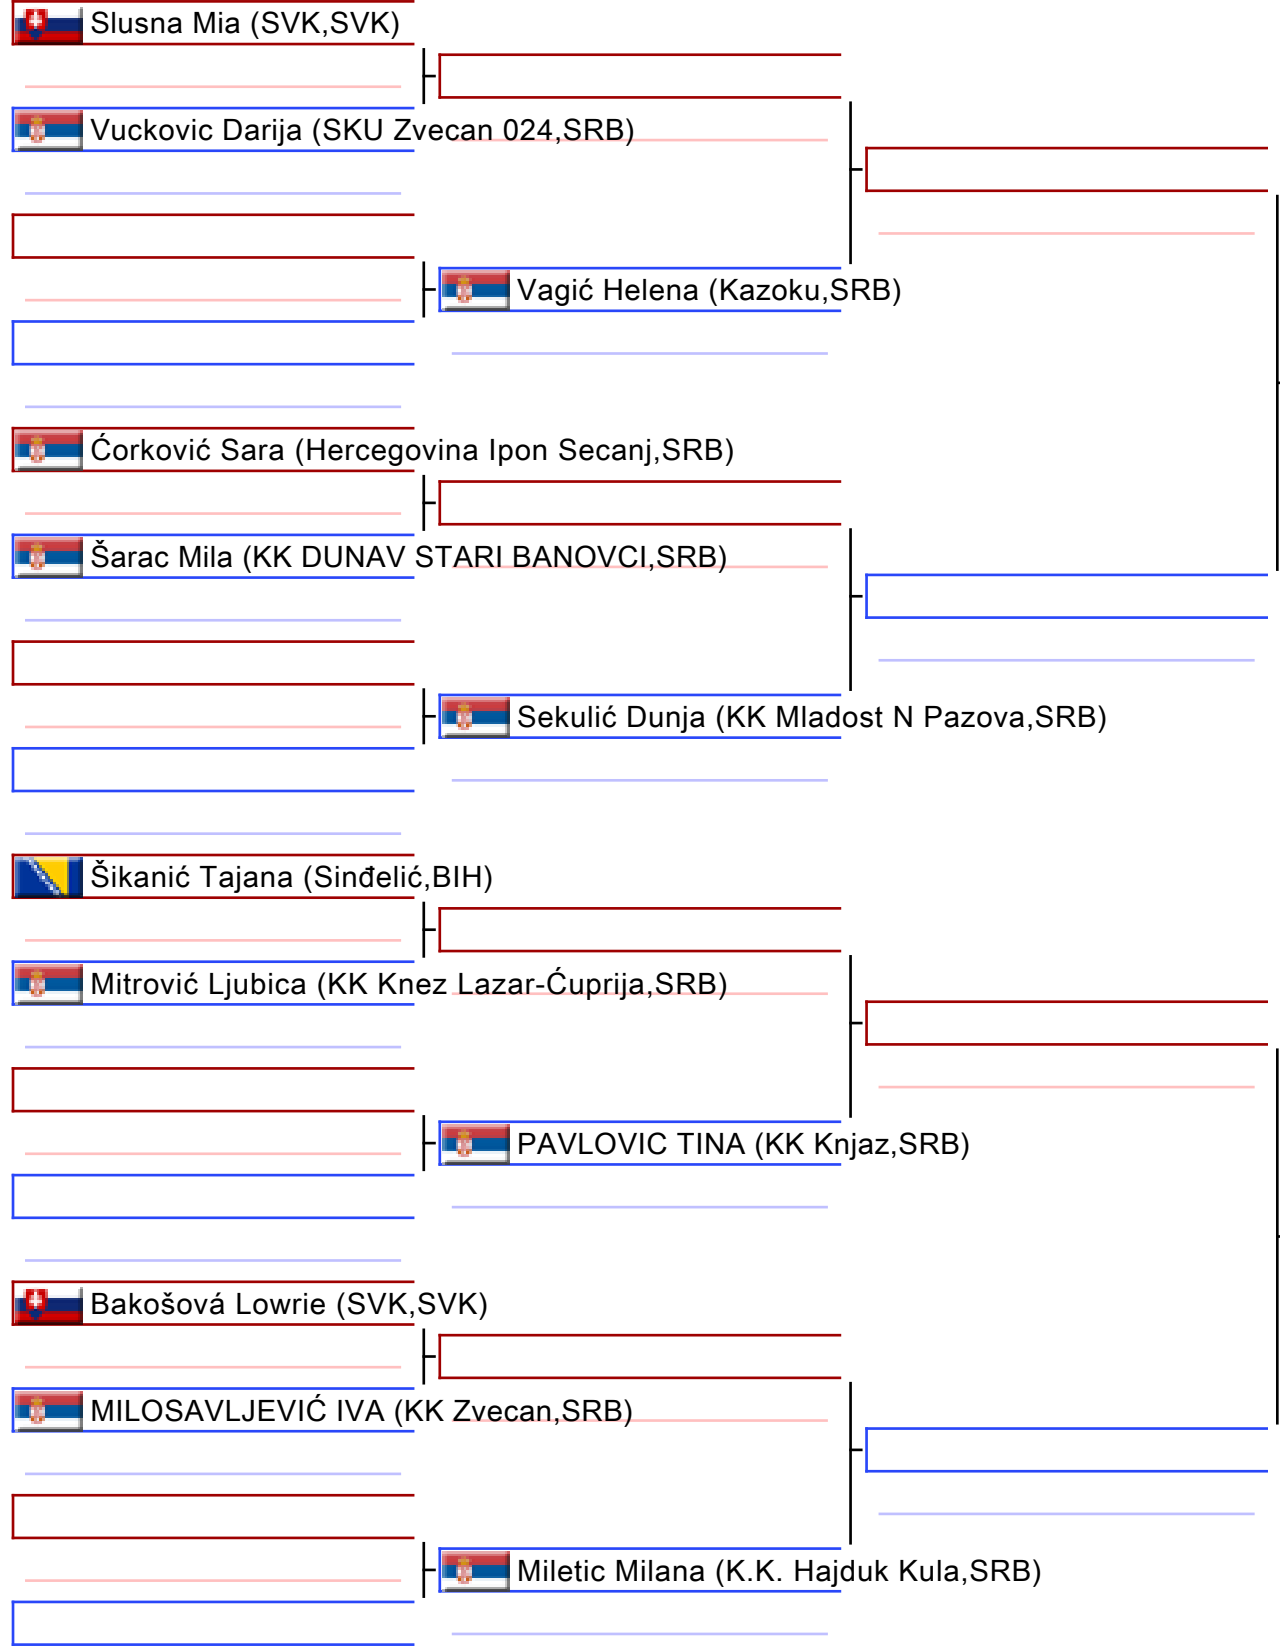 Slusna Mia (SVK,SVK)
Vuckovic Darija (SKU Zvecan 024,SRB)
Vagić Helena (Kazoku,SRB)
Ćorković Sara (Hercegovina Ipon Secanj,SRB)
Šarac Mila (KK DUNAV STARI BANOVCI,SRB)
Sekulić Dunja (KK Mladost N Pazova,SRB)
Šikanić Tajana (Sinđelić,BIH)
Mitrović Ljubica (KK Knez Lazar-Ćuprija,SRB)
PAVLOVIC TINA (KK Knjaz,SRB)
Bakošová Lowrie (SVK,SVK)
MILOSAVLJEVIĆ IVA (KK Zvecan,SRB)
Miletic Milana (K.K. Hajduk Kula,SRB)